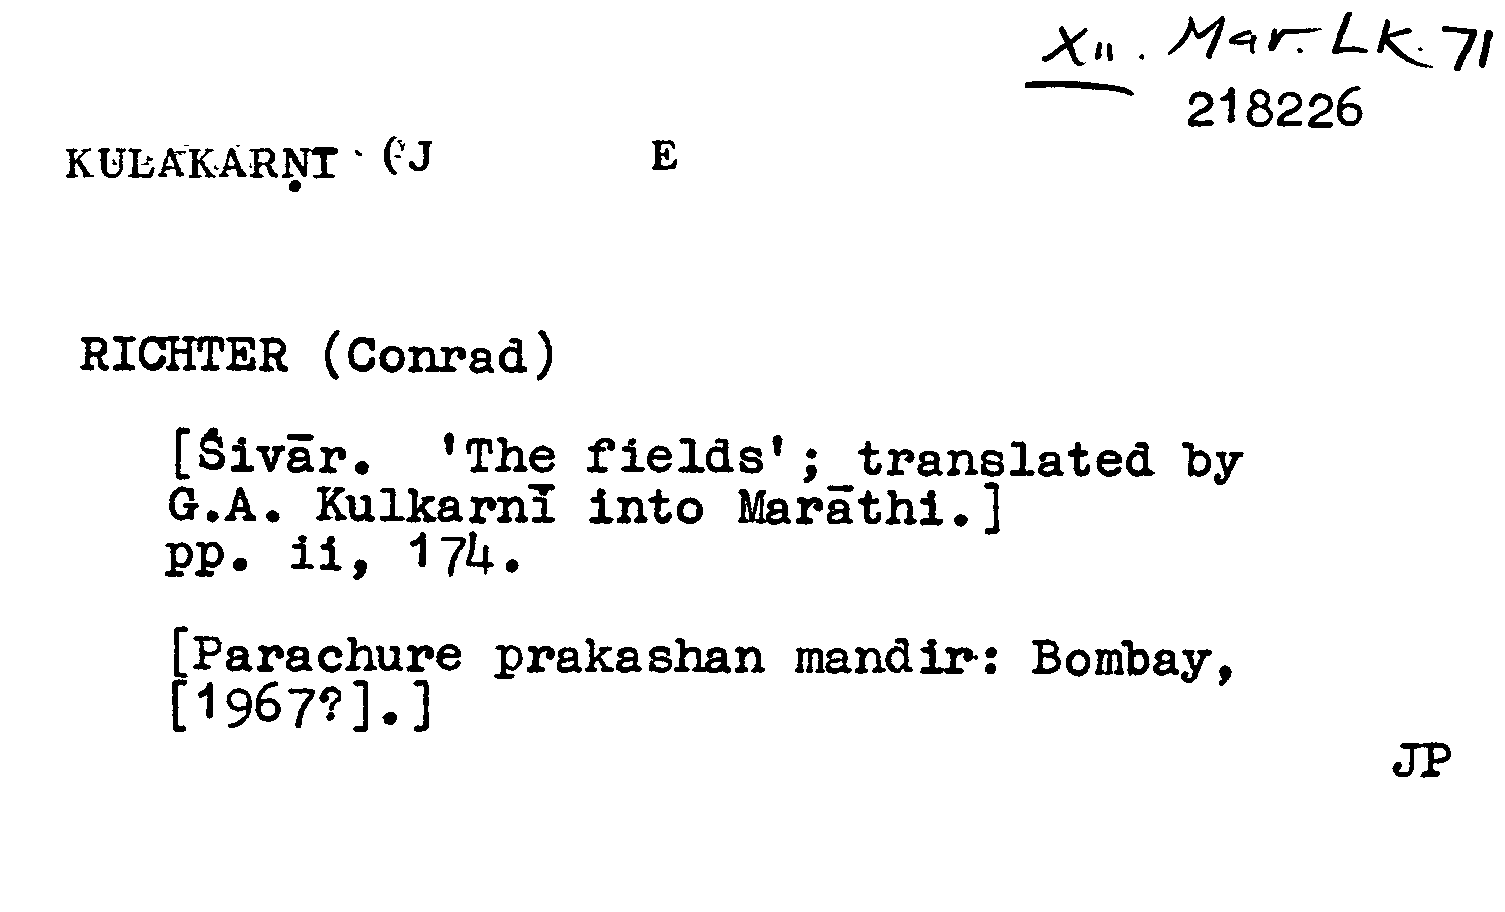 XII. Mar. Lk. 71
218226
KULAKARṆI (J E
RICHTER (Conrad)
[Śivār. 'The fields'; translated by
G.A. Kulkarnī into Marāthi.]
pp. ii, 174.
[Parachure prakashan mandir: Bombay,
[1967?].]
JP